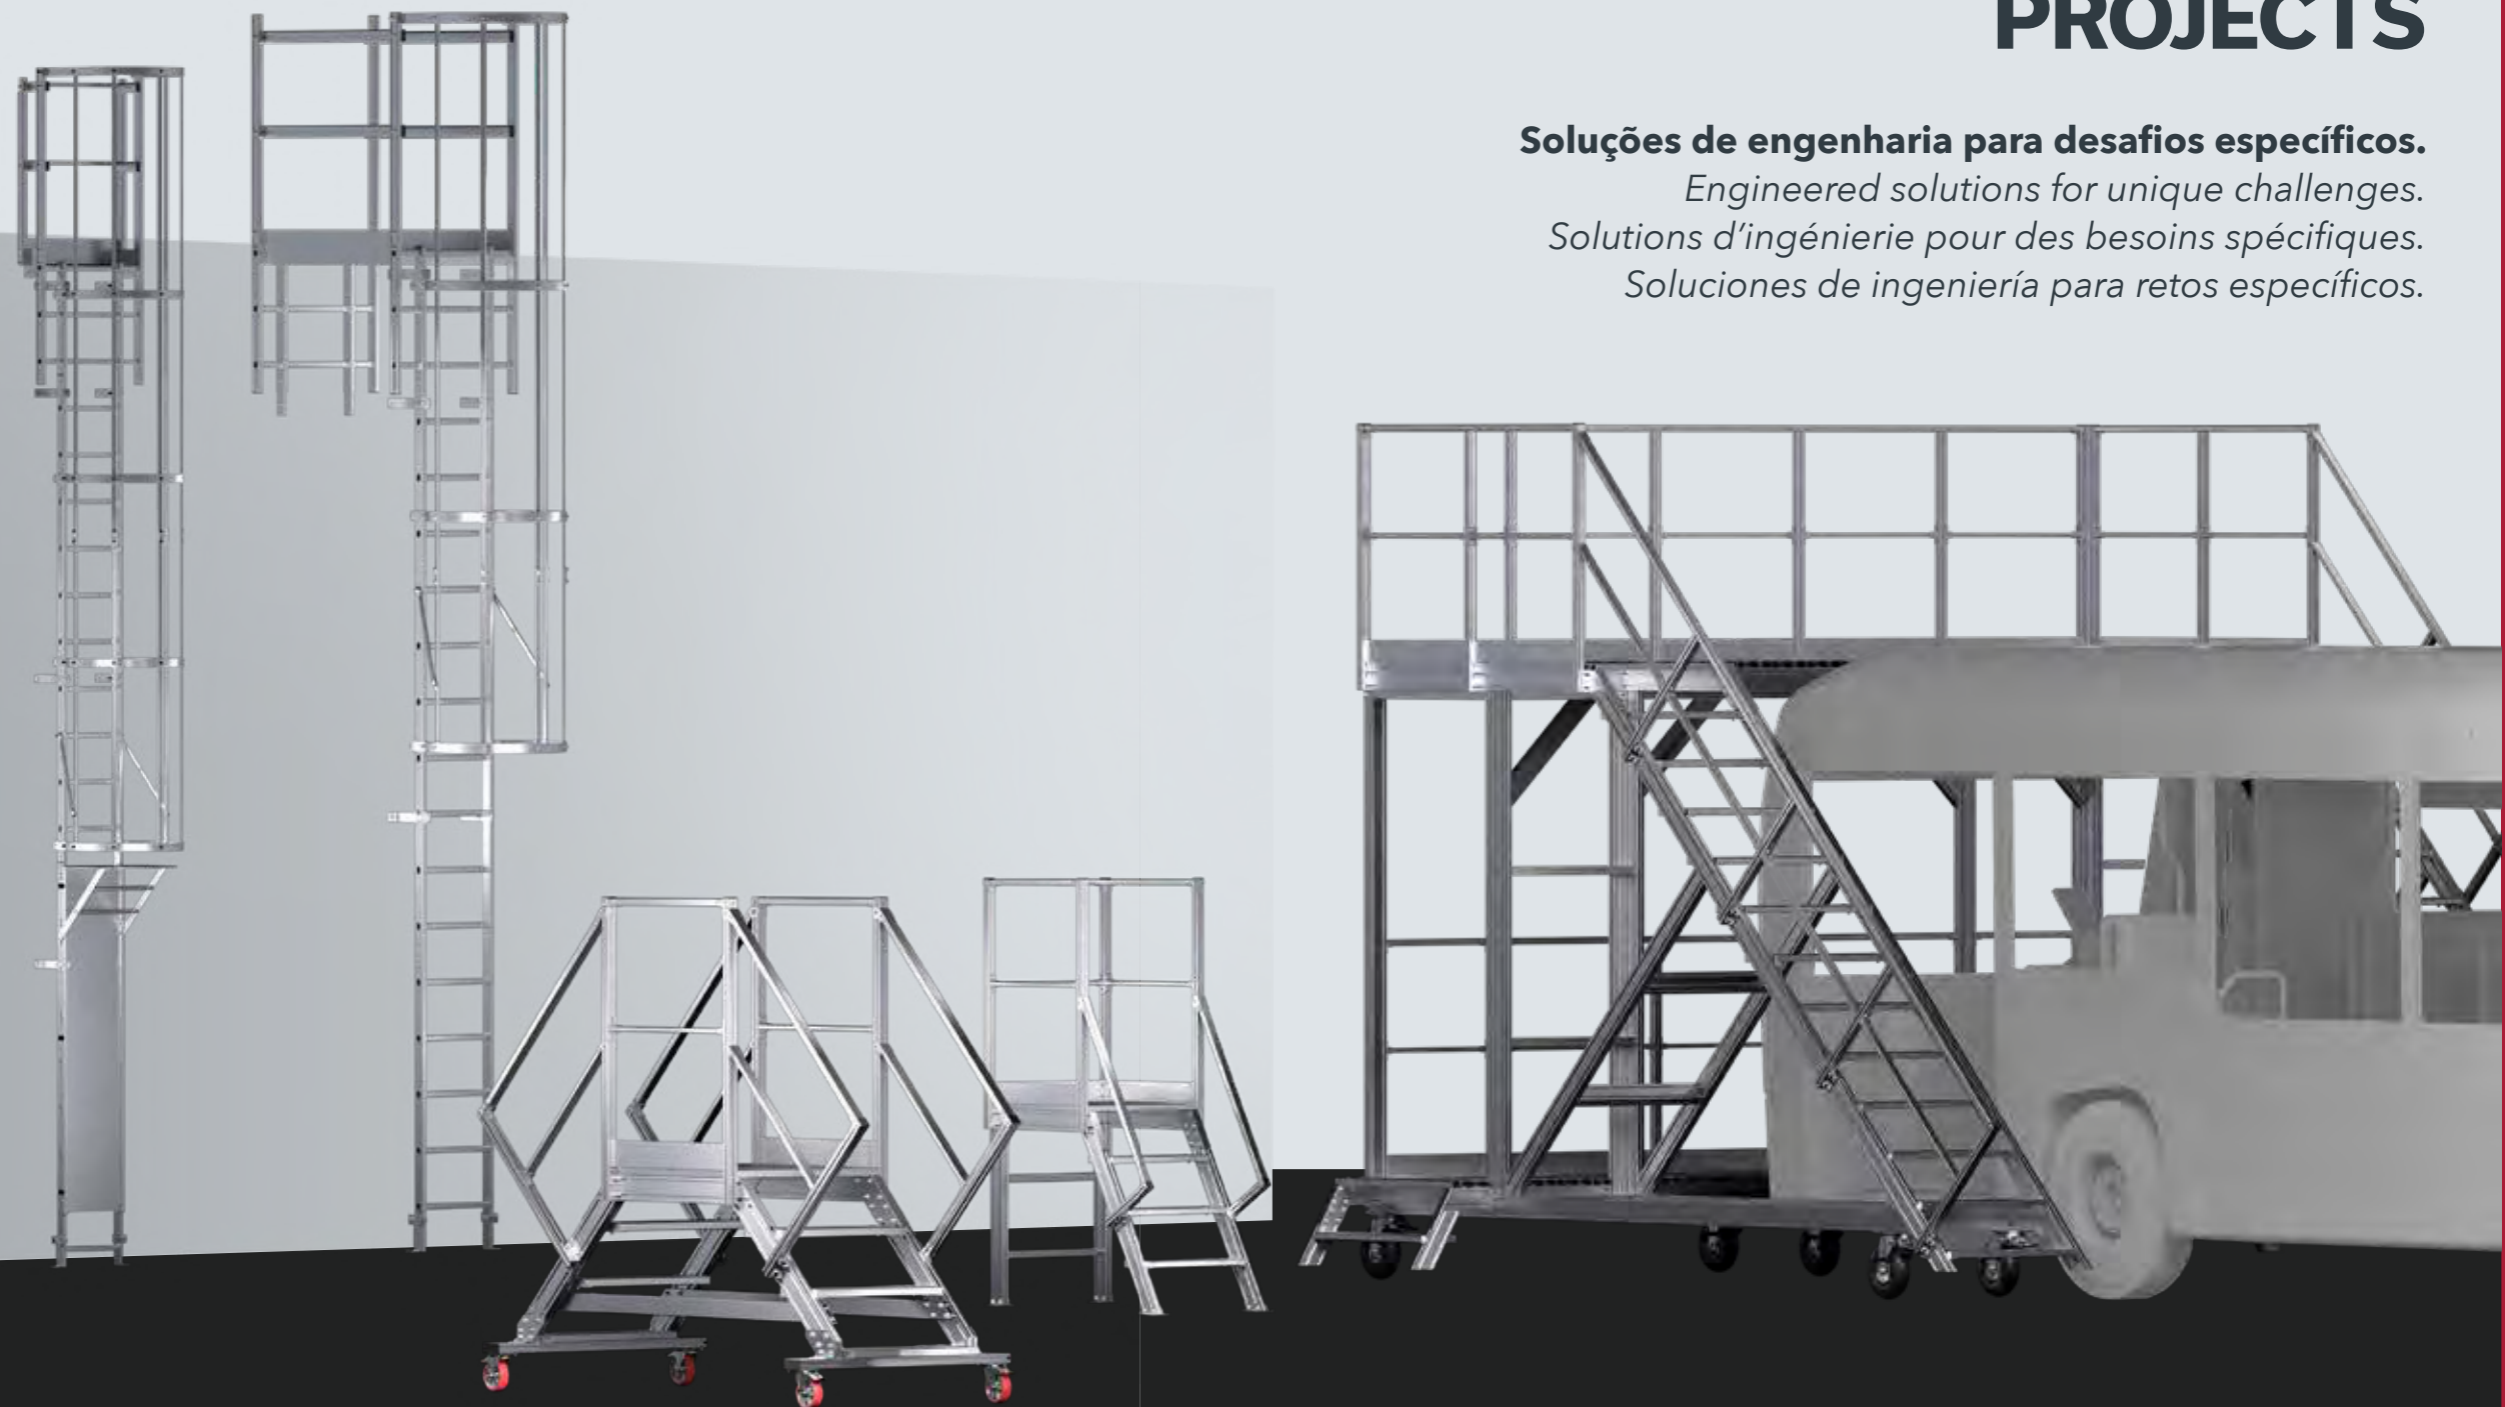 PROJECTS
Soluções de engenharia para desafios específicos.
Engineered solutions for unique challenges.
Solutions d’ingénierie pour des besoins spécifiques.
Soluciones de ingeniería para retos específicos.